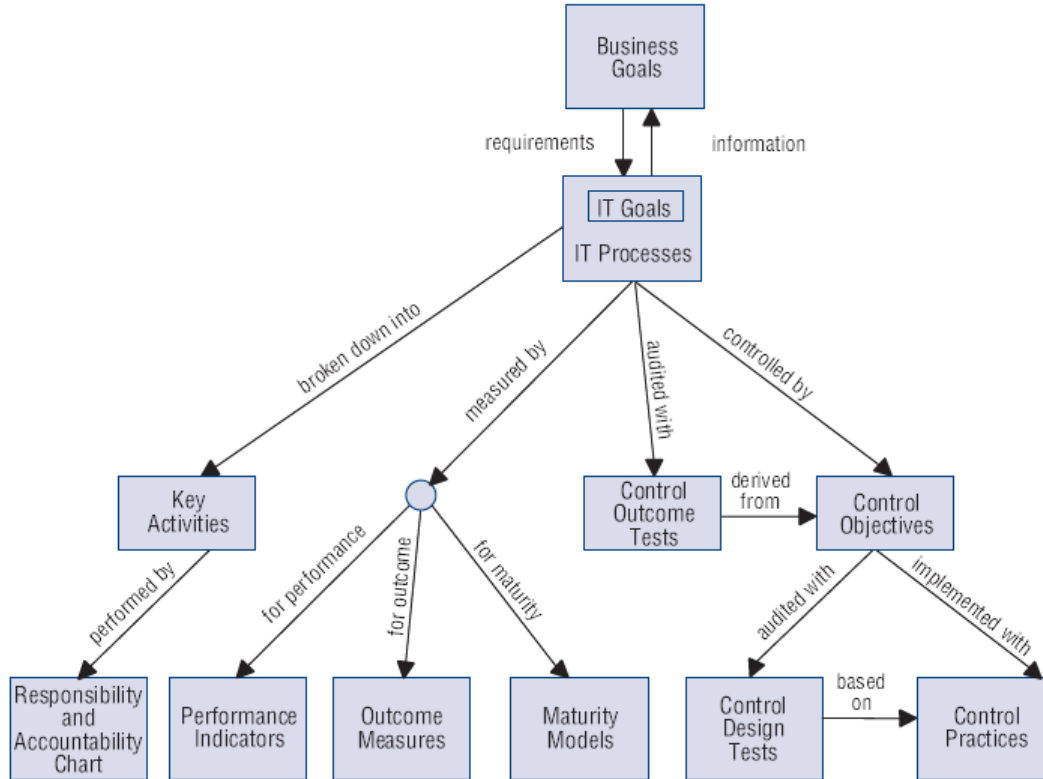 Business
Goals
requirements
information
IT Goals
IT Processes
broken down into
measured by
audited with
controlled by
Key
Activities
Control
Outcome
Tests
derived
from
Control
Objectives
performed by
for performance
for outcome
for maturity
audited with
implemented with
Responsibility
and
Accountability
Chart
Performance
Indicators
Outcome
Measures
Maturity
Models
Control
Design
Tests
based
on
Control
Practices